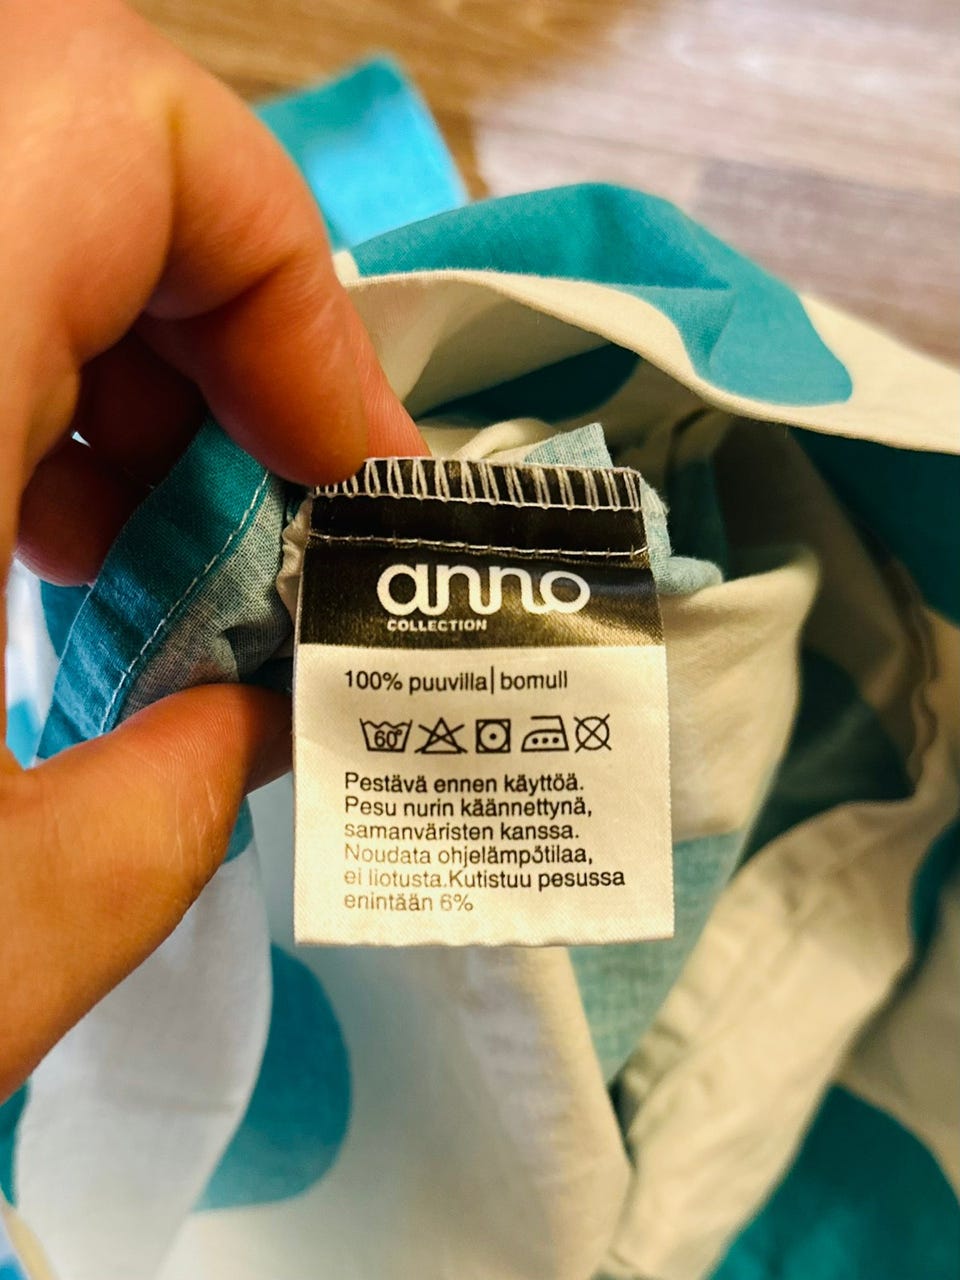 anno
COLLECTION
100% puuvilla| bomull
60°
Pestävä ennen käyttöä.
Pesu nurin käännettynä,
samanväristen kanssa.
Noudata ohjelämpötilaa,
ei liotusta.Kutistuu pesussa
enintään 6%